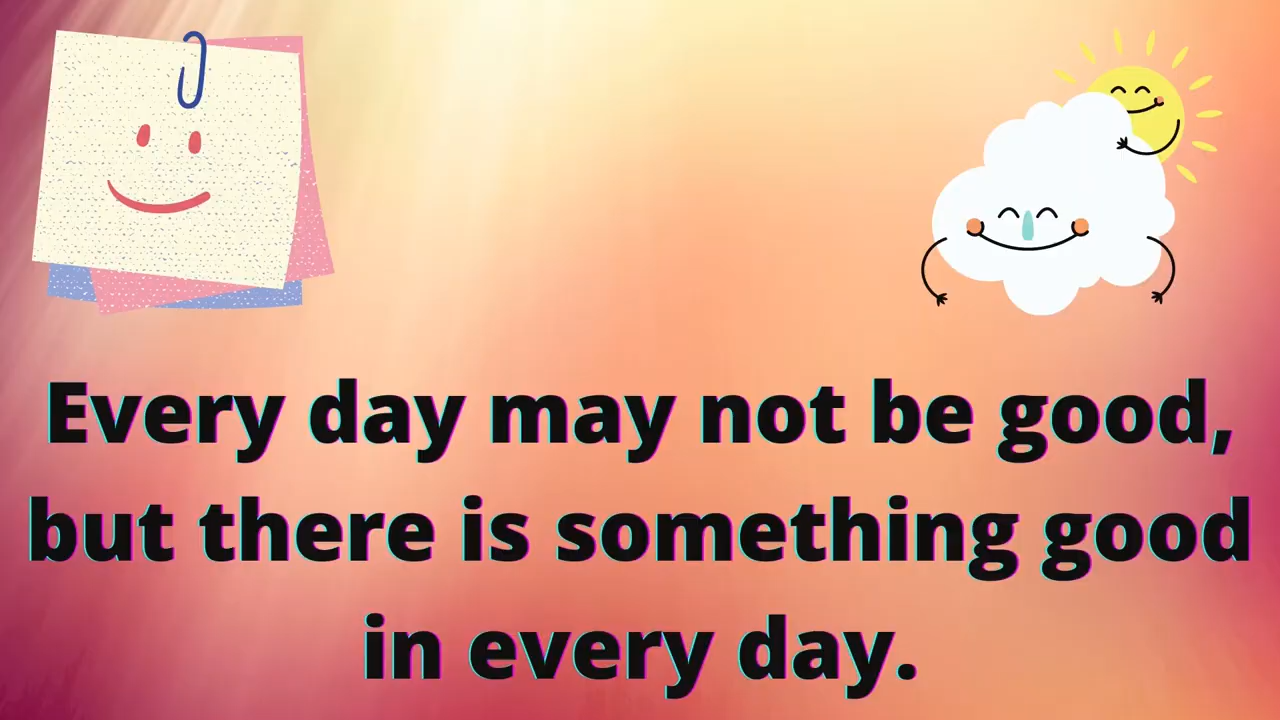 Every day may not be good,
but there is something good
in every day.